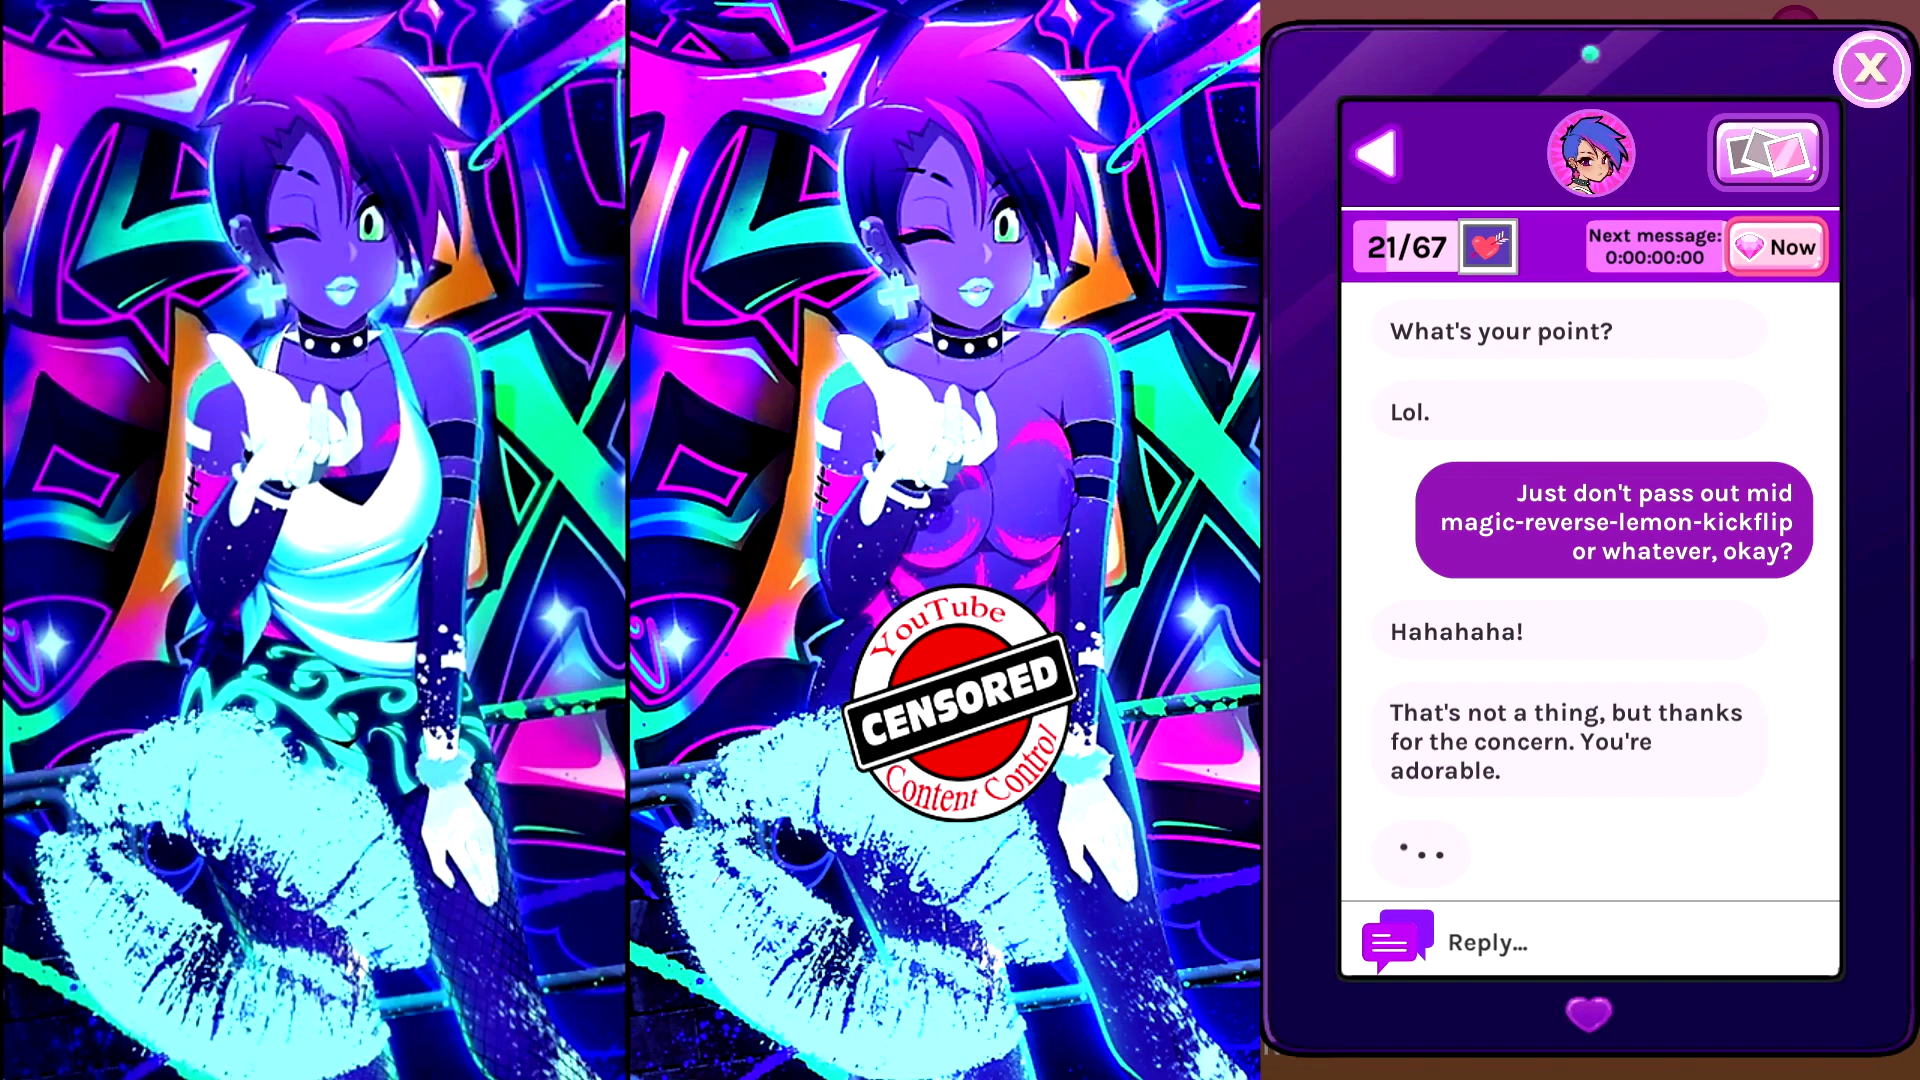 YouTube
CENSORED
Content Control
X
21/67
Next message:
0:00:00:00
Now
What's your point?
Lol.
Just don't pass out mid
magic-reverse-lemon-kickflip
or whatever, okay?
Hahahaha!
That's not a thing, but thanks
for the concern. You're
adorable.
Reply...